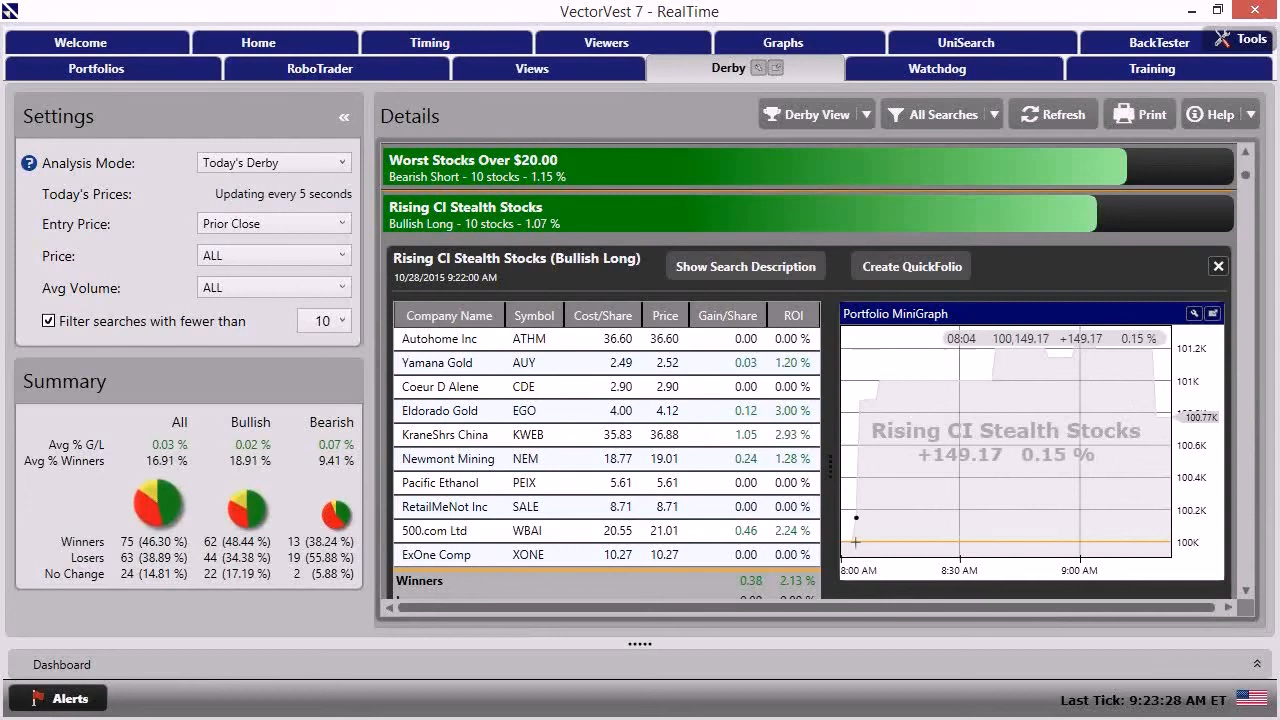 VectorVest 7 - RealTime
Welcome Home Timing Viewers Graphs UniSearch BackTester Tools
Portfolios RoboTrader Views Derby Watchdog Training
Settings «
Analysis Mode: Today's Derby
Today's Prices: Updating every 5 seconds
Entry Price: Prior Close
Price: ALL
Avg Volume: ALL
Filter searches with fewer than 10
Summary
All Bullish Bearish
Avg % G/L 0.03 % 0.02 % 0.07 %
Avg % Winners 16.91 % 18.91 % 9.41 %
Winners 75 (46.30 %) 62 (48.44 %) 13 (38.24 %)
Losers 63 (38.89 %) 44 (34.38 %) 19 (55.88 %)
No Change 24 (14.81 %) 22 (17.19 %) 2 (5.88 %)
Details Derby View All Searches Refresh Print Help
Worst Stocks Over $20.00
Bearish Short - 10 stocks - 1.15 %
Rising CI Stealth Stocks
Bullish Long - 10 stocks - 1.07 %
Rising CI Stealth Stocks (Bullish Long)
10/28/2015 9:22:00 AM
Show Search Description Create QuickFolio
Company Name Symbol Cost/Share Price Gain/Share ROI
Autohome Inc ATHM 36.60 36.60 0.00 0.00 %
Yamana Gold AUY 2.49 2.52 0.03 1.20 %
Coeur D Alene CDE 2.90 2.90 0.00 0.00 %
Eldorado Gold EGO 4.00 4.12 0.12 3.00 %
KraneShrs China KWEB 35.83 36.88 1.05 2.93 %
Newmont Mining NEM 18.77 19.01 0.24 1.28 %
Pacific Ethanol PEIX 5.61 5.61 0.00 0.00 %
RetailMeNot Inc SALE 8.71 8.71 0.00 0.00 %
500.com Ltd WBAI 20.55 21.01 0.46 2.24 %
ExOne Comp XONE 10.27 10.27 0.00 0.00 %
Winners 0.38 2.13 %
Portfolio MiniGraph
08:04 100,149.17 +149.17 0.15 %
101.2K
101K
100.77K
100.6K
100.4K
100.2K
100K
Rising CI Stealth Stocks
+149.17 0.15 %
8:00 AM 8:30 AM 9:00 AM
Dashboard
Alerts
Last Tick: 9:23:28 AM ET